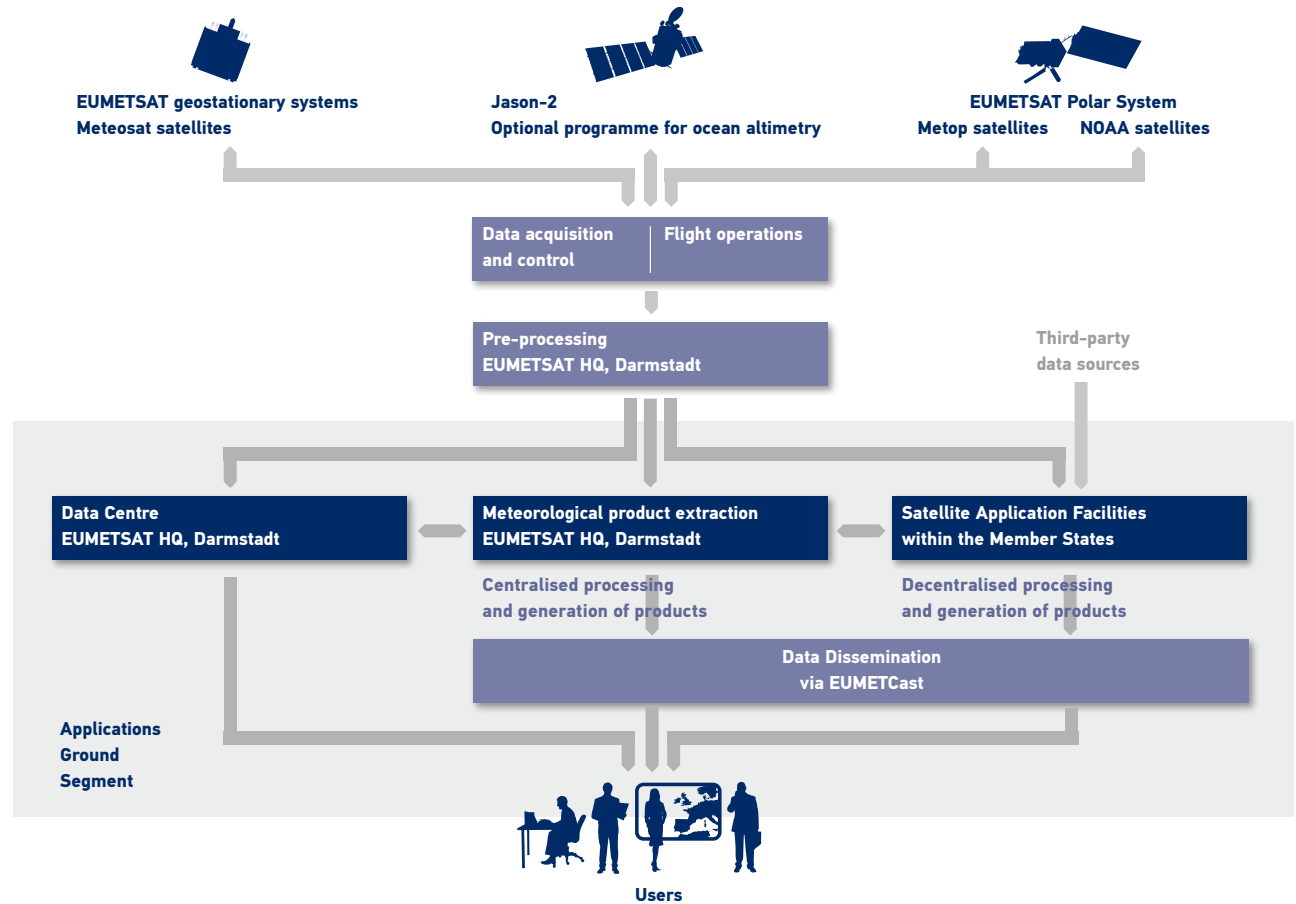 EUMETSAT geostationary systems
Meteosat satellites
Jason-2
Optional programme for ocean altimetry
EUMETSAT Polar System
Metop satellites NOAA satellites
Data acquisition
and control
Flight operations
Pre-processing
EUMETSAT HQ, Darmstadt
Third-party
data sources
Data Centre
EUMETSAT HQ, Darmstadt
Meteorological product extraction
EUMETSAT HQ, Darmstadt
Satellite Application Facilities
within the Member States
Centralised processing
and generation of products
Decentralised processing
and generation of products
Data Dissemination
via EUMETCast
Applications
Ground
Segment
Users